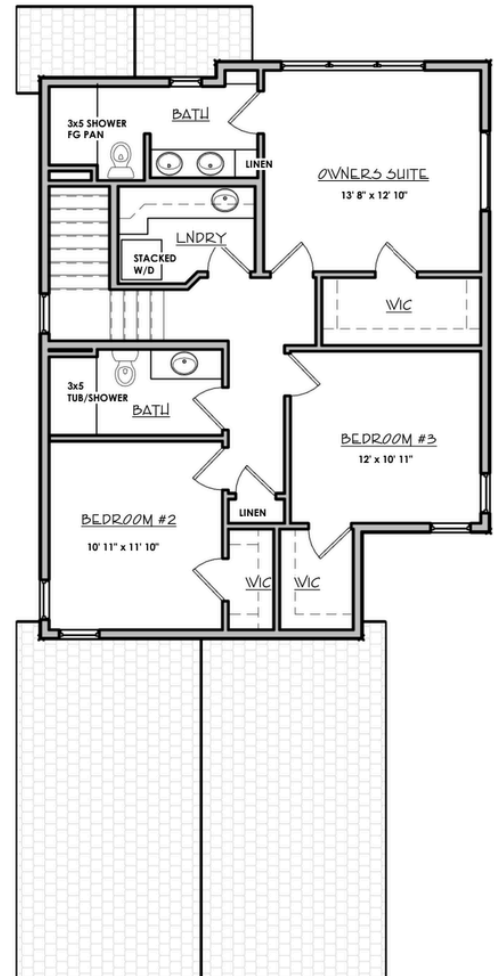 BATH
3x5 SHOWER
FG PAN
LINEN
OWNERS SUITE
13' 8" x 12' 10"
LNDRY
STACKED
W/D
WIC
3x5
TUB/SHOWER
BATH
BEDROOM #3
12' x 10' 11"
LINEN
BEDROOM #2
10' 11" x 11' 10"
WIC
WIC